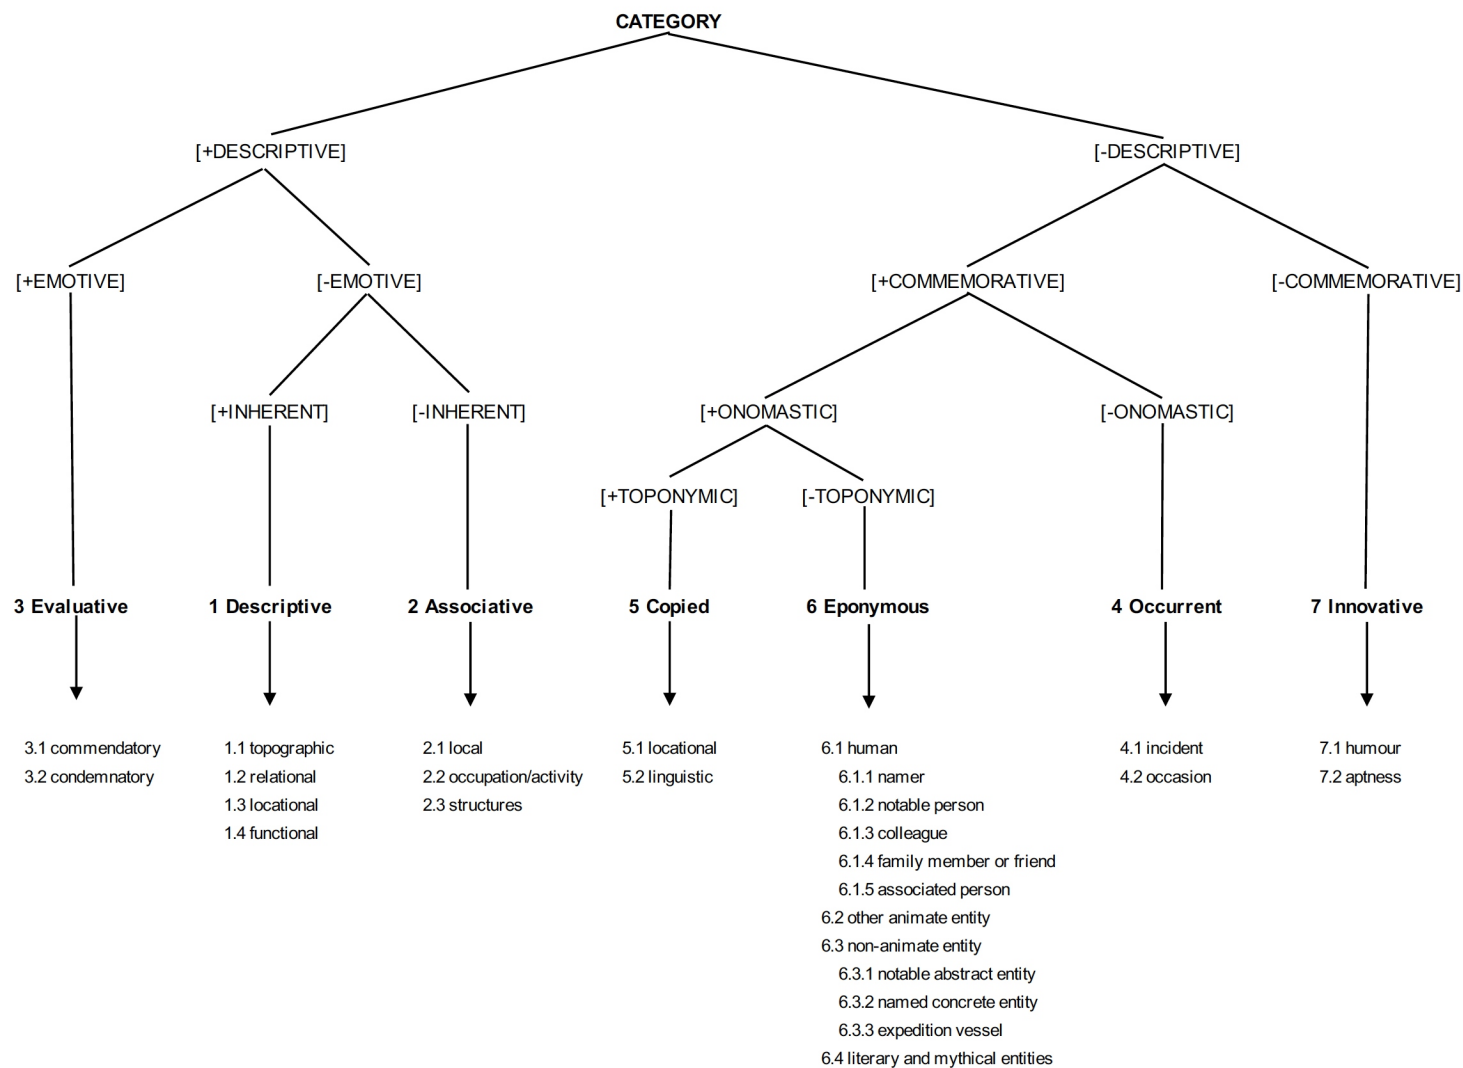 CATEGORY
[+DESCRIPTIVE]
[-DESCRIPTIVE]
[+EMOTIVE]
[-EMOTIVE]
[+COMMEMORATIVE]
[-COMMEMORATIVE]
[+INHERENT]
[-INHERENT]
[+ONOMASTIC]
[-ONOMASTIC]
[+TOPONYMIC]
[-TOPONYMIC]
3 Evaluative
1 Descriptive
2 Associative
5 Copied
6 Eponymous
4 Occurrent
7 Innovative
3.1 commendatory
3.2 condemnatory
1.1 topographic
1.2 relational
1.3 locational
1.4 functional
2.1 local
2.2 occupation/activity
2.3 structures
5.1 locational
5.2 linguistic
6.1 human
6.1.1 namer
6.1.2 notable person
6.1.3 colleague
6.1.4 family member or friend
6.1.5 associated person
6.2 other animate entity
6.3 non-animate entity
6.3.1 notable abstract entity
6.3.2 named concrete entity
6.3.3 expedition vessel
6.4 literary and mythical entities
4.1 incident
4.2 occasion
7.1 humour
7.2 aptness